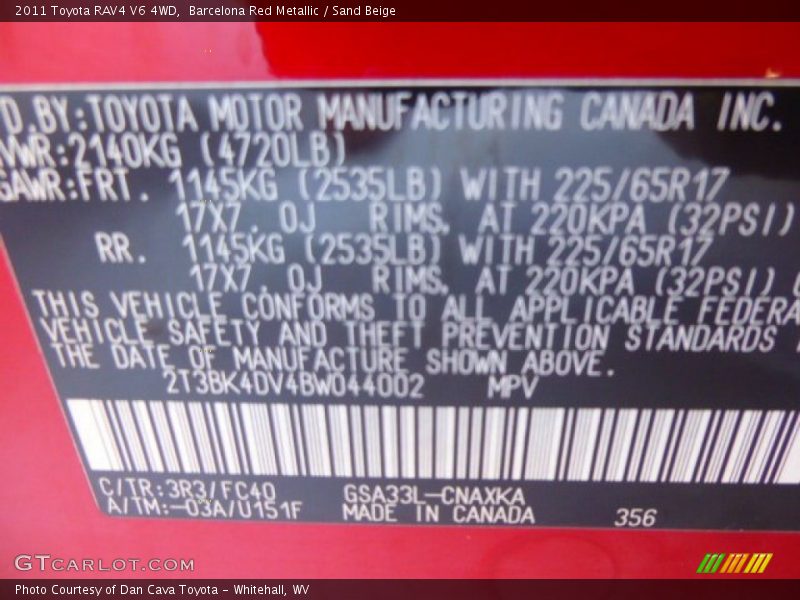 2011 Toyota RAV4 V6 4WD,  Barcelona Red Metallic / Sand Beige
D.BY:TOYOTA MOTOR MANUFACTURING CANADA INC.
VWR:2140KG (4720LB)
GAWR:FRT. 1145KG (2535LB) WITH 225/65R17
17X7.0J RIMS, AT 220KPA (32PSI)
RR. 1145KG (2535LB) WITH 225/65R17
17X7.0J RIMS, AT 220KPA (32PSI) (
THIS VEHICLE CONFORMS TO ALL APPLICABLE FEDERA
VEHICLE SAFETY AND THEFT PREVENTION STANDARDS
THE DATE OF MANUFACTURE SHOWN ABOVE.
2T3BK4DV4BW044002 MPV
C/TR:3R3/FC40 GSA33L-CNAXKA
A/TM:-03A/U151F MADE IN CANADA 356
GTCARLOT.COM
Photo Courtesy of Dan Cava Toyota - Whitehall, WV